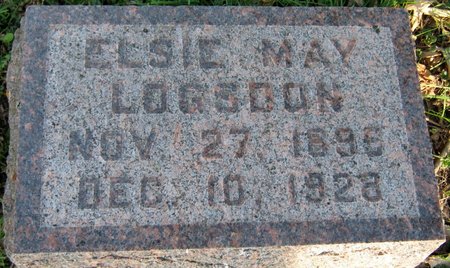 ELSIE MAY
LOGSDON
NOV. 27, 1896
DEC. 10, 1928